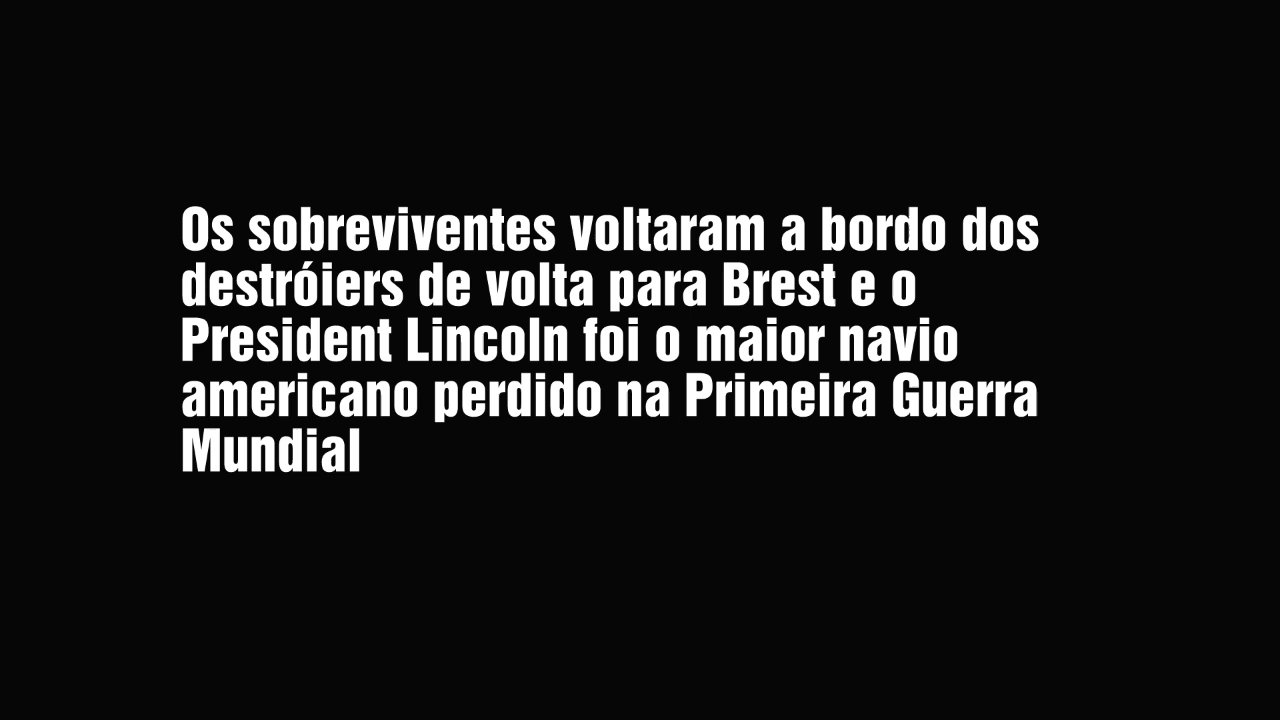 Os sobreviventes voltaram a bordo dos
destróiers de volta para Brest e o
President Lincoln foi o maior navio
americano perdido na Primeira Guerra
Mundial